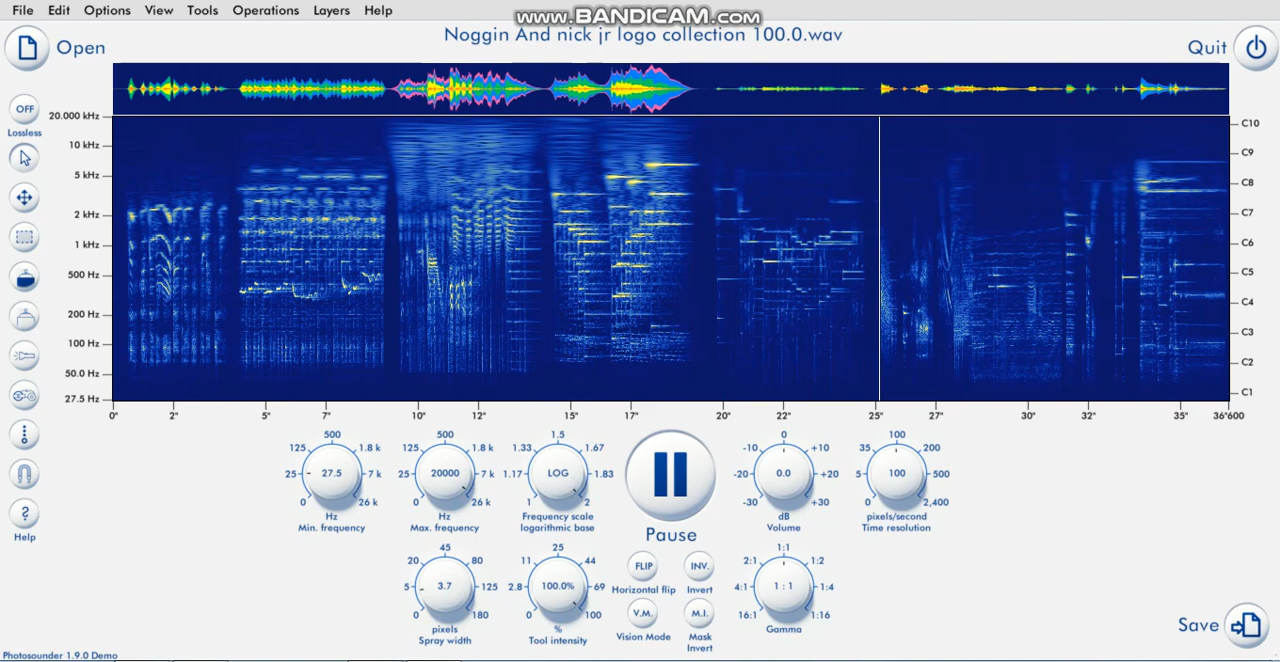 File Edit Options View Tools Operations Layers Help
www.BANDICAM.com
Noggin And nick jr logo collection 100.0.wav
Open
Quit
OFF
Lossless
20.000 kHz
10 kHz
5 kHz
2 kHz
1 kHz
500 Hz
200 Hz
100 Hz
50.0 Hz
27.5 Hz
C10
C9
C8
C7
C6
C5
C4
C3
C2
C1
0" 2" 5" 7" 10" 12" 15" 17" 20" 22" 25" 27" 30" 32" 35" 36"600
?
Help
500
125 1.8 k
25 27.5 7 k
0 26 k
Hz
Min. frequency
500
125 1.8 k
25 20000 7 k
0 26 k
Hz
Max. frequency
1.5
1.33 1.67
1.17 LOG 1.83
1 2
Frequency scale
logarithmic base
Pause
0
-10 +10
-20 0.0 +20
-30 +30
dB
Volume
100
35 200
5 100 500
0 2,400
pixels/second
Time resolution
45
20 80
5 3.7 125
0 180
pixels
Spray width
25
11 44
2.8 100.0% 69
0 100
%
Tool intensity
FLIP
Horizontal flip
INV.
Invert
V.M.
Vision Mode
M.I.
Mask
Invert
1:1
2:1 1:2
4:1 1 : 1 1:4
16:1 1:16
Gamma
Save
Photosounder 1.9.0 Demo